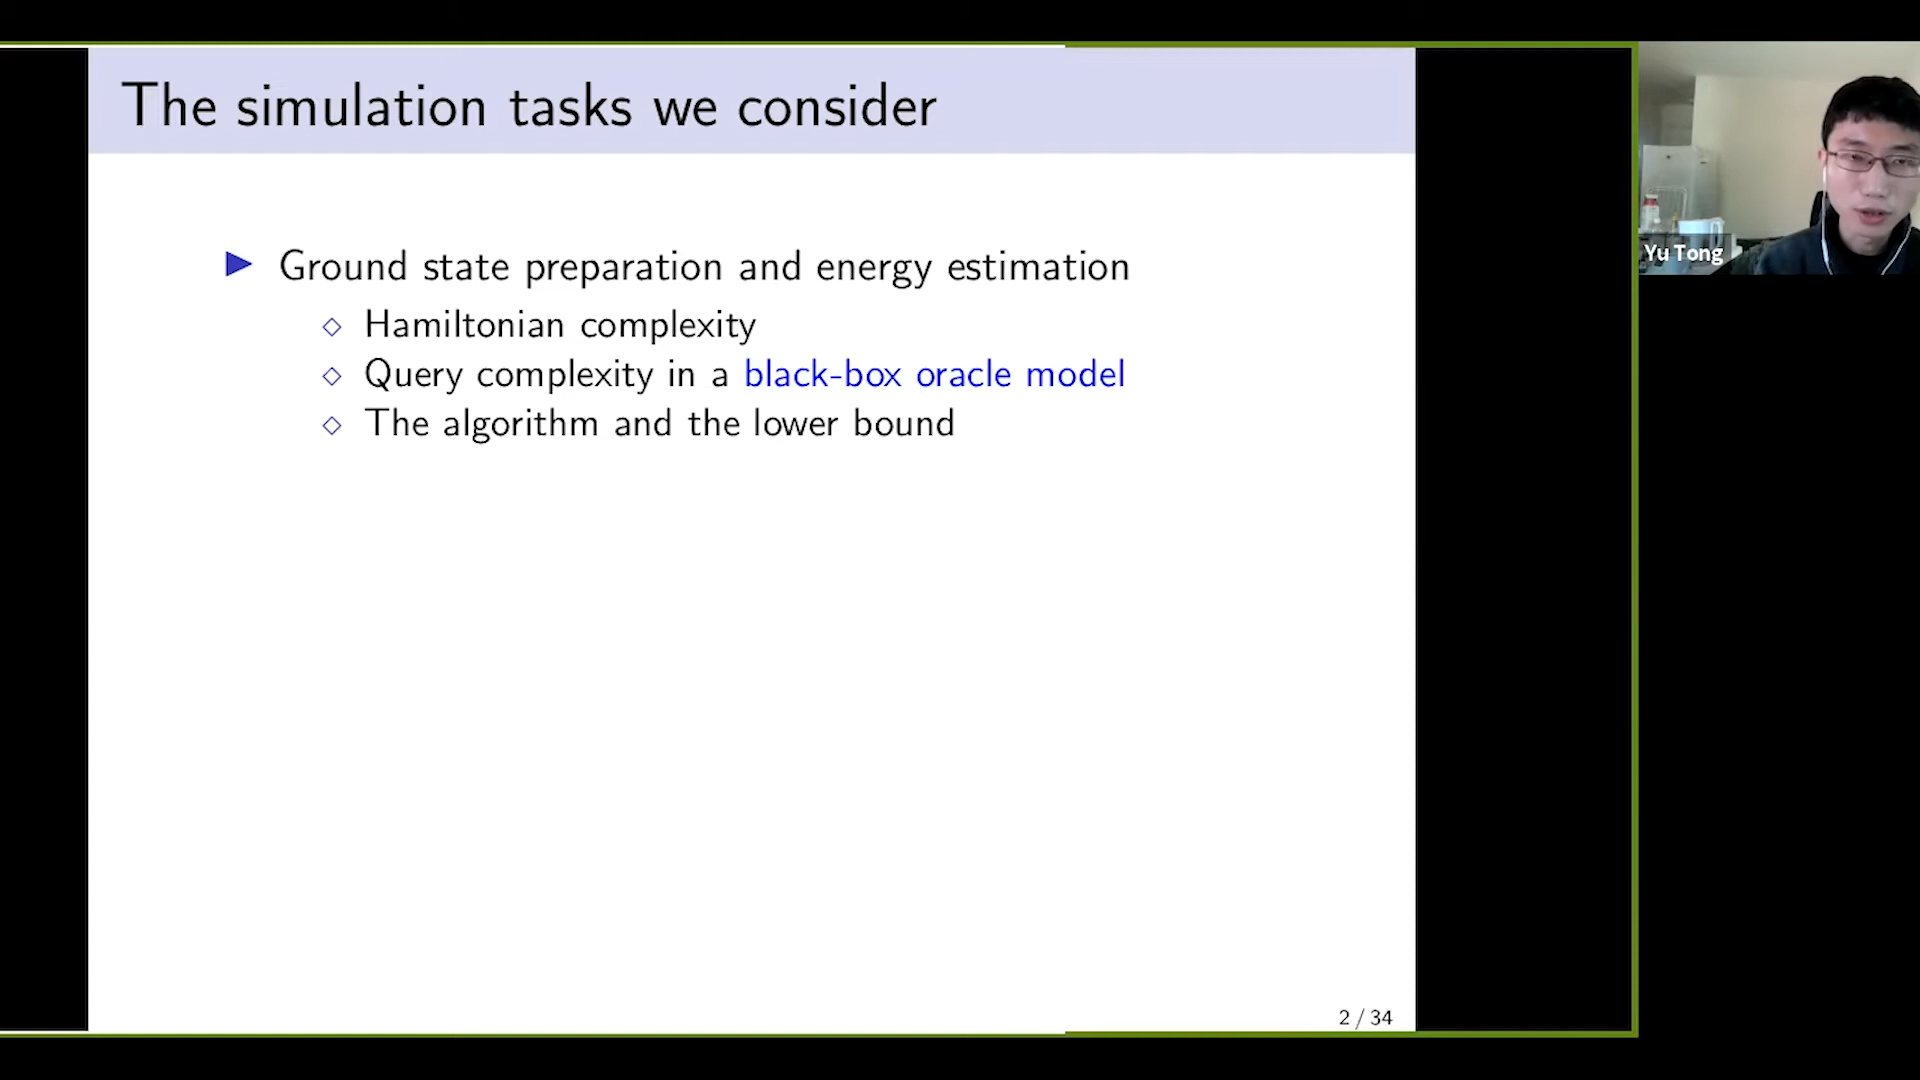 The simulation tasks we consider
Ground state preparation and energy estimation
Hamiltonian complexity
Query complexity in a black-box oracle model
The algorithm and the lower bound
2 / 34
Yu Tong